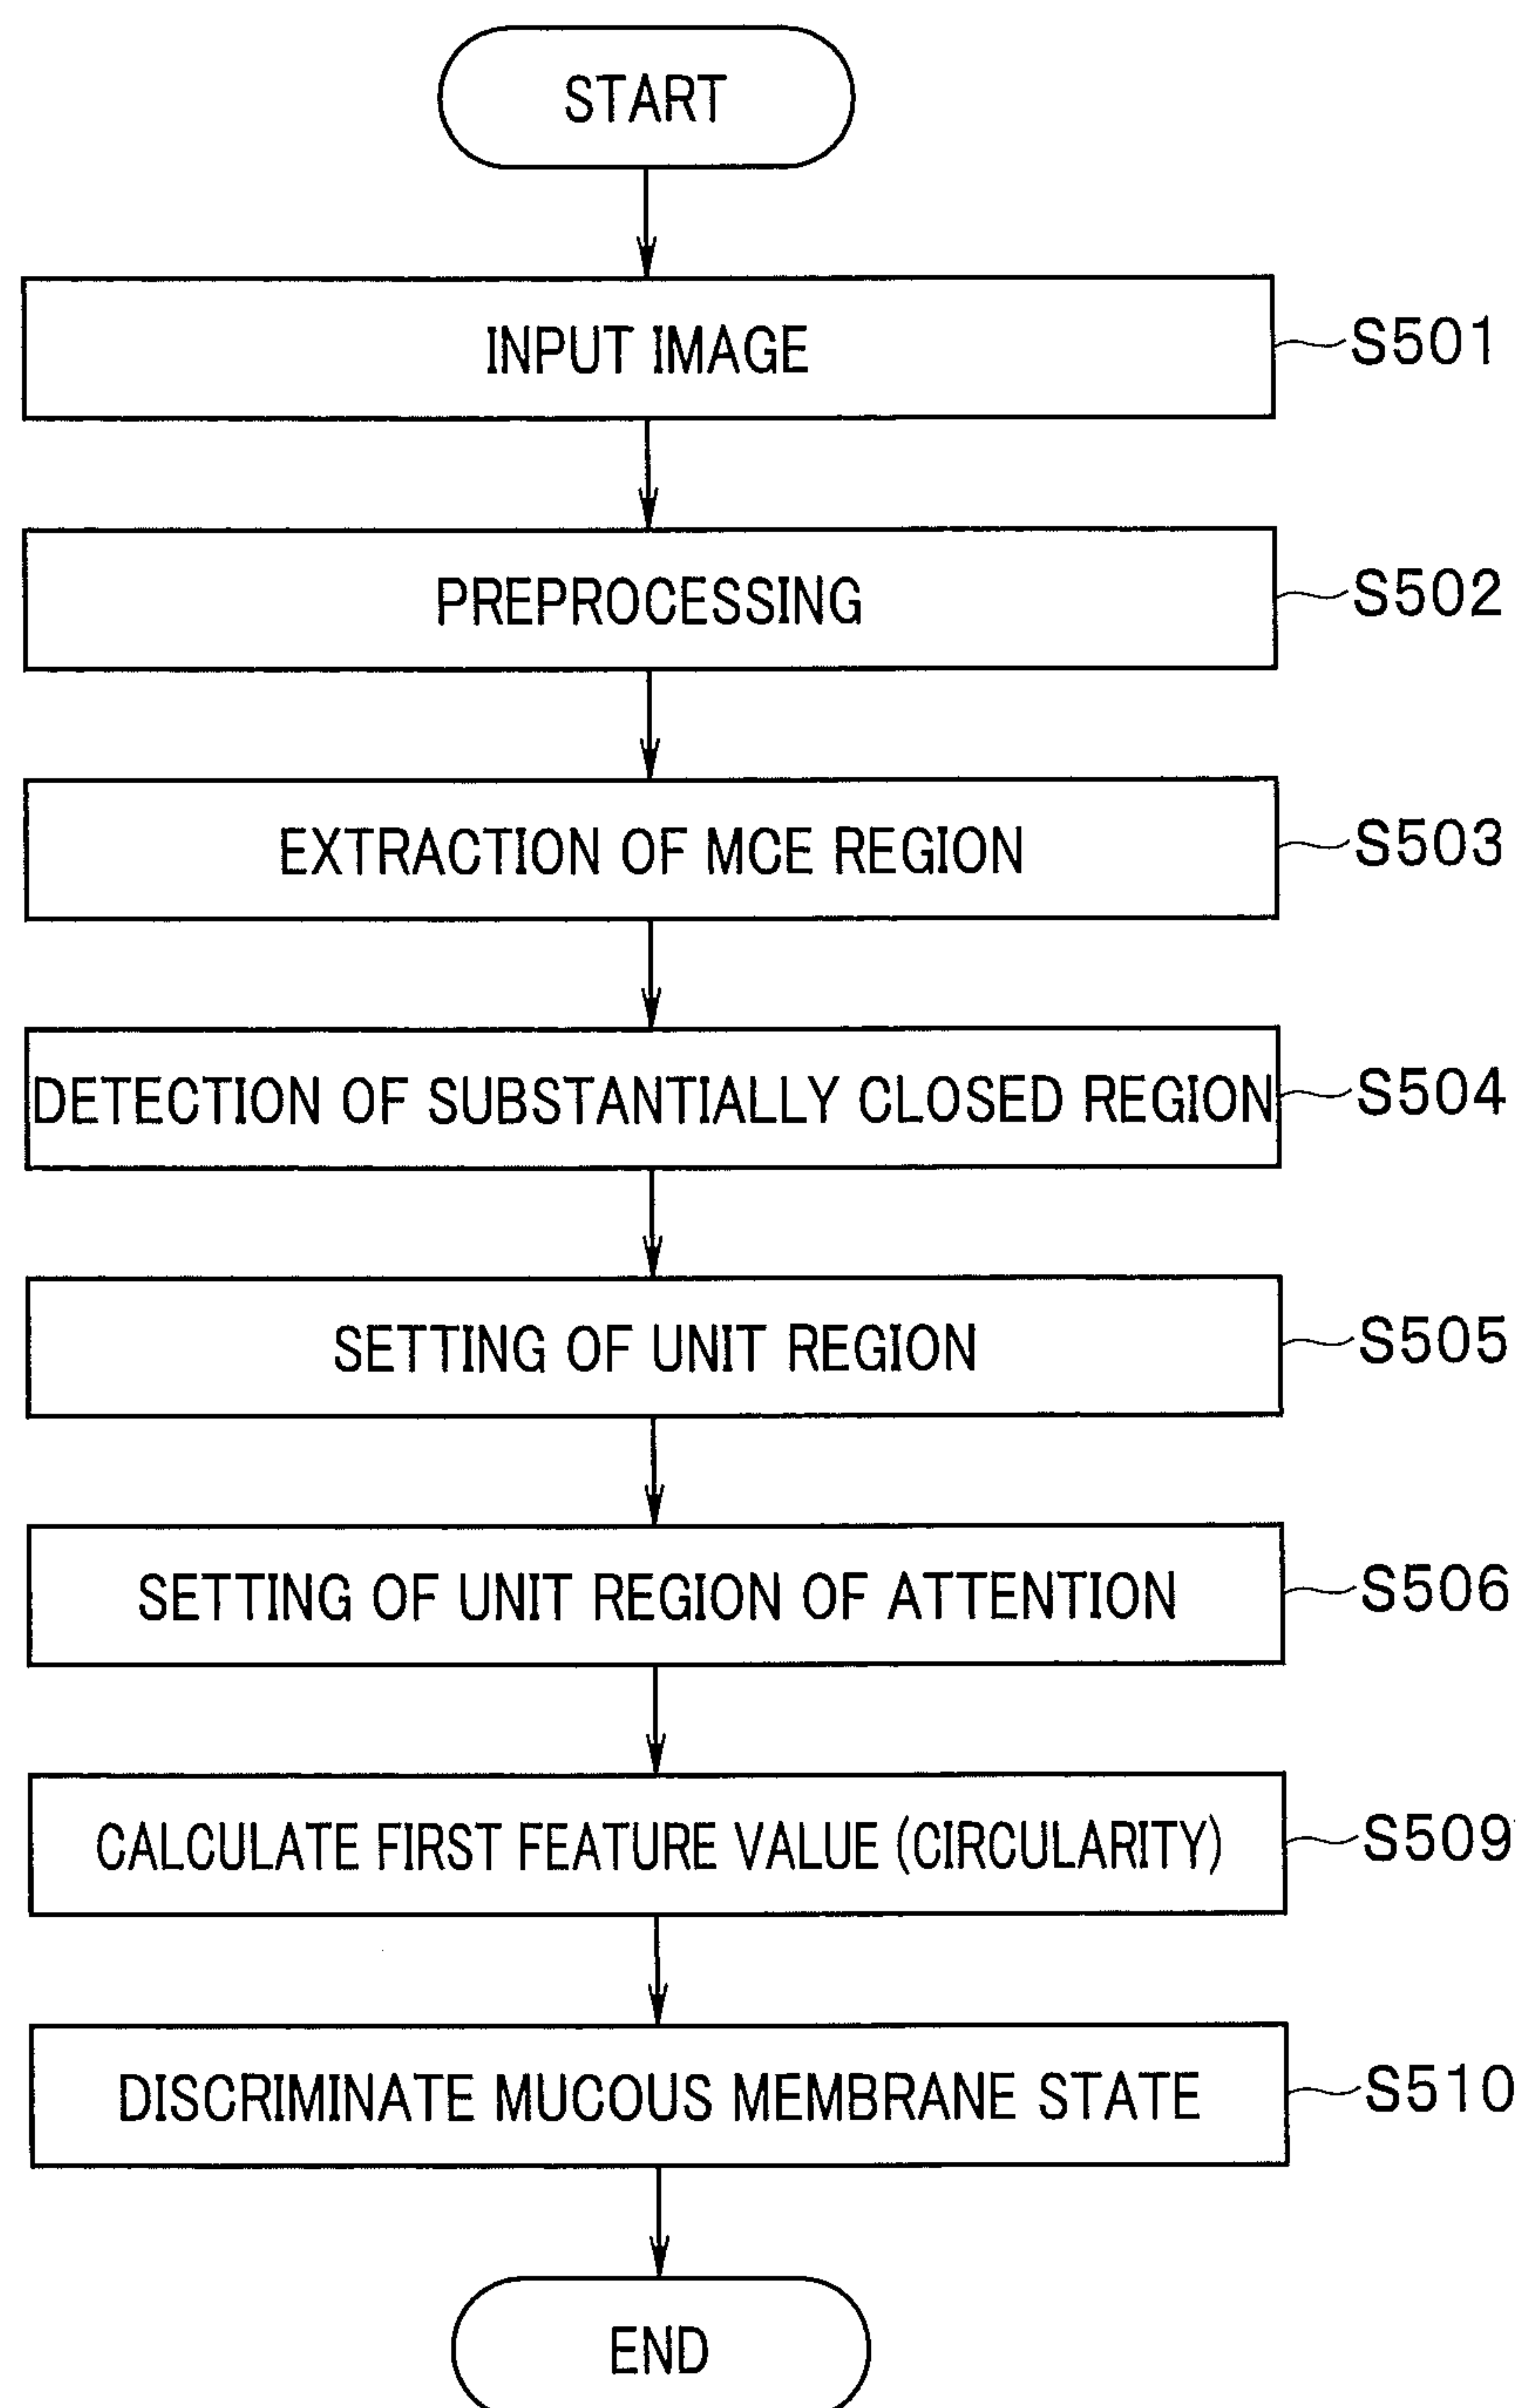 START
INPUT IMAGE
S501
PREPROCESSING
S502
EXTRACTION OF MCE REGION
S503
DETECTION OF SUBSTANTIALLY CLOSED REGION
S504
SETTING OF UNIT REGION
S505
SETTING OF UNIT REGION OF ATTENTION
S506
CALCULATE FIRST FEATURE VALUE (CIRCULARITY)
S509
DISCRIMINATE MUCOUS MEMBRANE STATE
S510
END